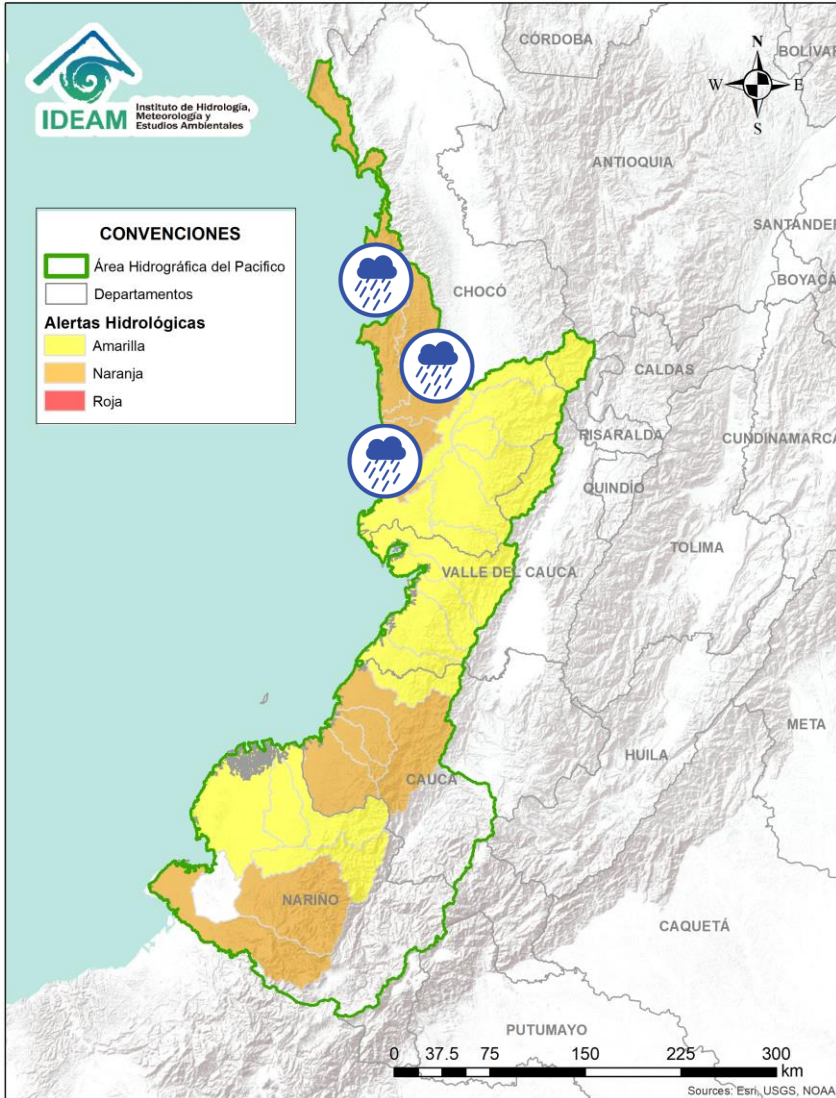 IDEAM
Instituto de Hidrología,
Meteorología y
Estudios Ambientales
CÓRDOBA
BOLÍVAR
N
W
E
S
ANTIOQUIA
SANTANDER
BOYACÁ
CONVENCIONES
Área Hidrográfica del Pacifico
Departamentos
Alertas Hidrológicas
Amarilla
Naranja
Roja
CHOCÓ
CALDAS
RISARALDA
CUNDINAMARCA
QUINDÍO
TOLIMA
VALLE DEL CAUCA
META
HUILA
CAUCA
NARIÑO
CAQUETÁ
PUTUMAYO
0 37.5 75 150 225 300
km
Sources: Esri, USGS, NOAA